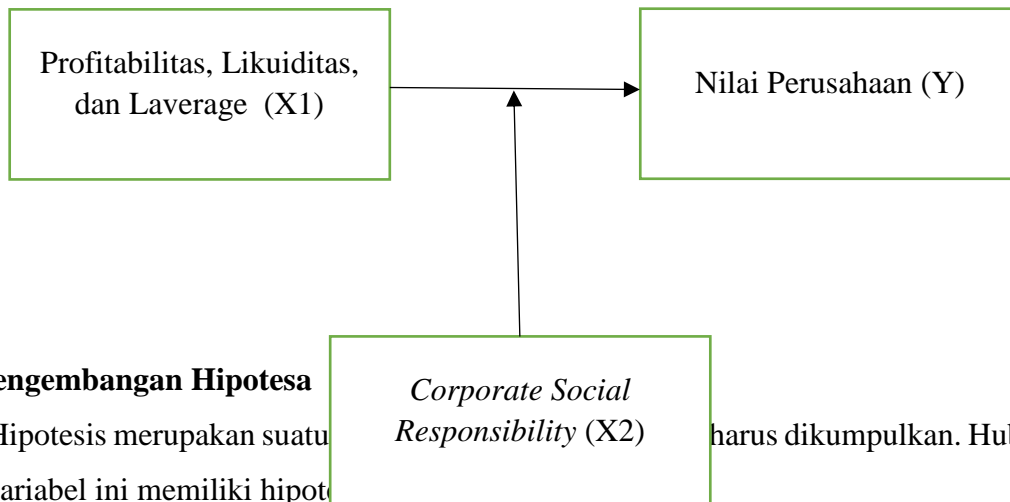 Profitabilitas, Likuiditas,
dan Laverage (X1)
Nilai Perusahaan (Y)
Corporate Social
Responsibility (X2)
engembangan Hipotesa
Hipotesis merupakan suatu harus dikumpulkan. Hu
ariabel ini memiliki hipot